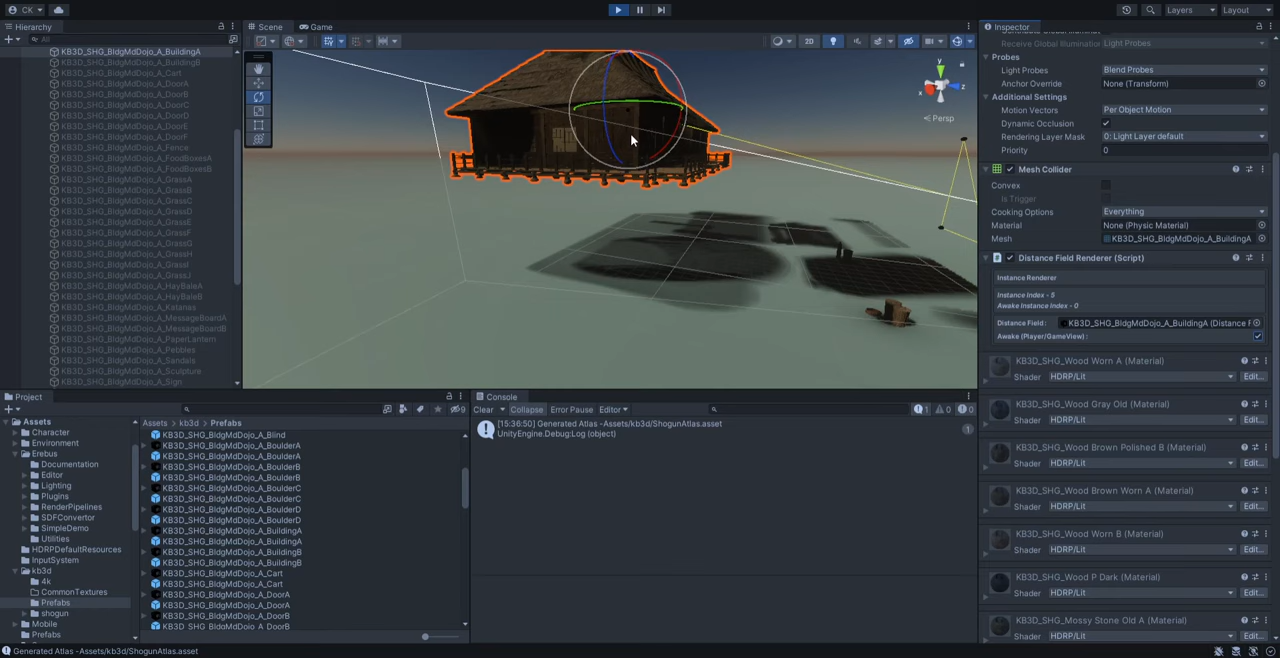 CK
Layers
Layout
Hierarchy
All
KB3D_SHG_BldgMdDojo_A_BuildingA
KB3D_SHG_BldgMdDojo_A_BuildingB
KB3D_SHG_BldgMdDojo_A_Cart
KB3D_SHG_BldgMdDojo_A_DoorA
KB3D_SHG_BldgMdDojo_A_DoorB
KB3D_SHG_BldgMdDojo_A_DoorC
KB3D_SHG_BldgMdDojo_A_DoorD
KB3D_SHG_BldgMdDojo_A_DoorE
KB3D_SHG_BldgMdDojo_A_DoorF
KB3D_SHG_BldgMdDojo_A_Fence
KB3D_SHG_BldgMdDojo_A_FoodBoxesA
KB3D_SHG_BldgMdDojo_A_FoodBoxesB
KB3D_SHG_BldgMdDojo_A_GrassA
KB3D_SHG_BldgMdDojo_A_GrassB
KB3D_SHG_BldgMdDojo_A_GrassC
KB3D_SHG_BldgMdDojo_A_GrassD
KB3D_SHG_BldgMdDojo_A_GrassE
KB3D_SHG_BldgMdDojo_A_GrassF
KB3D_SHG_BldgMdDojo_A_GrassG
KB3D_SHG_BldgMdDojo_A_GrassH
KB3D_SHG_BldgMdDojo_A_GrassI
KB3D_SHG_BldgMdDojo_A_GrassJ
KB3D_SHG_BldgMdDojo_A_HayBaleA
KB3D_SHG_BldgMdDojo_A_HayBaleB
KB3D_SHG_BldgMdDojo_A_Katanas
KB3D_SHG_BldgMdDojo_A_MessageBoardA
KB3D_SHG_BldgMdDojo_A_MessageBoardB
KB3D_SHG_BldgMdDojo_A_PaperLantern
KB3D_SHG_BldgMdDojo_A_Pebbles
KB3D_SHG_BldgMdDojo_A_Sandals
KB3D_SHG_BldgMdDojo_A_Sculpture
KB3D_SHG_BldgMdDojo_A_Sign
Scene
Game
2D
y
x
z
Persp
Inspector
Receive Global Illumination Light Probes
Probes
Light Probes Blend Probes
Anchor Override None (Transform)
Additional Settings
Motion Vectors Per Object Motion
Dynamic Occlusion
Rendering Layer Mask 0: Light Layer default
Priority 0
Mesh Collider
Convex
Is Trigger
Cooking Options Everything
Material None (Physic Material)
Mesh KB3D_SHG_BldgMdDojo_A_BuildingA
Distance Field Renderer (Script)
Instance Renderer
Instance Index - 5
Awake Instance Index - 0
Distance Field : KB3D_SHG_BldgMdDojo_A_BuildingA (Distance F
Awake (Player/GameView) :
KB3D_SHG_Wood Worn A (Material)
Shader HDRP/Lit Edit...
KB3D_SHG_Wood Gray Old (Material)
Shader HDRP/Lit Edit...
KB3D_SHG_Wood Brown Polished B (Material)
Shader HDRP/Lit Edit...
KB3D_SHG_Wood Brown Worn A (Material)
Shader HDRP/Lit Edit...
KB3D_SHG_Wood Worn B (Material)
Shader HDRP/Lit Edit...
KB3D_SHG_Wood P Dark (Material)
Shader HDRP/Lit Edit...
KB3D_SHG_Mossy Stone Old A (Material)
Shader HDRP/Lit Edit...
Project
9
Assets
Character
Environment
Erebus
Documentation
Editor
Lighting
Plugins
RenderPipelines
SDFConvertor
SimpleDemo
Utilities
HDRPDefaultResources
InputSystem
kb3d
4k
CommonTextures
Prefabs
shogun
Mobile
Prefabs
Assets > kb3d > Prefabs
KB3D_SHG_BldgMdDojo_A_Blind
KB3D_SHG_BldgMdDojo_A_BoulderA
KB3D_SHG_BldgMdDojo_A_BoulderA
KB3D_SHG_BldgMdDojo_A_BoulderB
KB3D_SHG_BldgMdDojo_A_BoulderB
KB3D_SHG_BldgMdDojo_A_BoulderC
KB3D_SHG_BldgMdDojo_A_BoulderC
KB3D_SHG_BldgMdDojo_A_BoulderD
KB3D_SHG_BldgMdDojo_A_BoulderD
KB3D_SHG_BldgMdDojo_A_BuildingA
KB3D_SHG_BldgMdDojo_A_BuildingA
KB3D_SHG_BldgMdDojo_A_BuildingB
KB3D_SHG_BldgMdDojo_A_BuildingB
KB3D_SHG_BldgMdDojo_A_Cart
KB3D_SHG_BldgMdDojo_A_Cart
KB3D_SHG_BldgMdDojo_A_DoorA
KB3D_SHG_BldgMdDojo_A_DoorA
KB3D_SHG_BldgMdDojo_A_DoorB
KB3D_SHG_BldgMdDojo_A_DoorB
Console
Clear Collapse Error Pause Editor
1 0 0
[15:36:50] Generated Atlas -Assets/kb3d/ShogunAtlas.asset
UnityEngine.Debug:Log (object)
1
Generated Atlas -Assets/kb3d/ShogunAtlas.asset